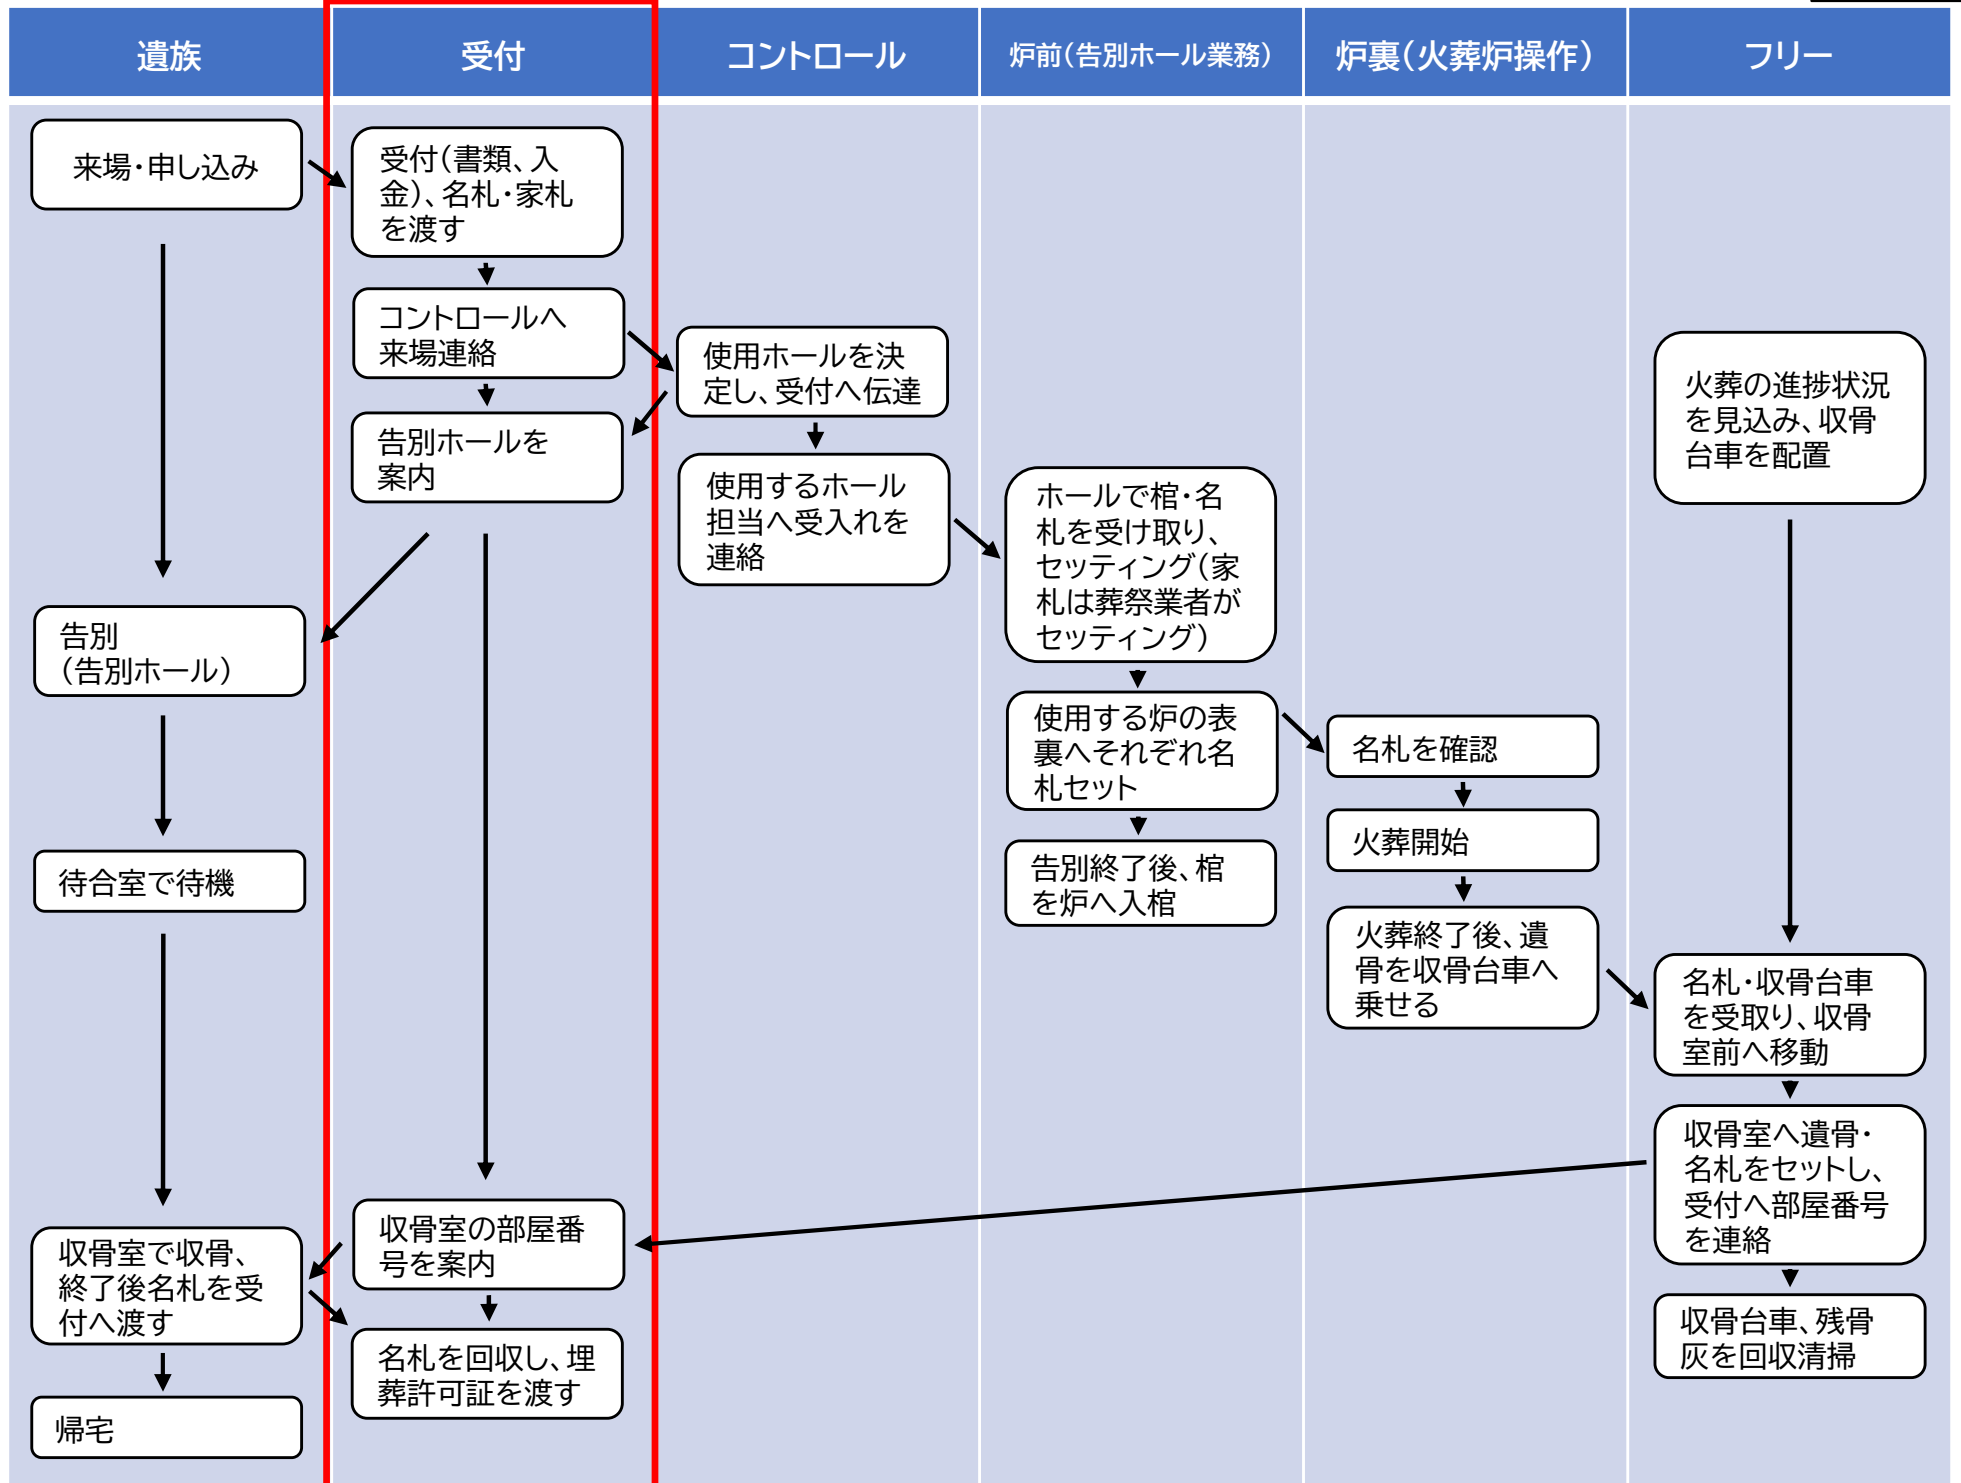 遺族
受付
コントロール
炉前（告別ホール業務）
炉裏（火葬炉操作）
フリー
来場・申し込み
告別
（告別ホール）
待合室で待機
収骨室で収骨、
終了後名札を受
付へ渡す
帰宅
受付（書類、入
金）、名札・家札
を渡す
コントロールへ
来場連絡
告別ホールを
案内
収骨室の部屋番
号を案内
名札を回収し、埋
葬許可証を渡す
使用ホールを決
定し、受付へ伝達
使用するホール
担当へ受入れを
連絡
ホールで棺・名
札を受け取り、
セッティング（家
札は葬祭業者が
セッティング）
使用する炉の表
裏へそれぞれ名
札セット
告別終了後、棺
を炉へ入棺
名札を確認
火葬開始
火葬終了後、遺
骨を収骨台車へ
乗せる
火葬の進捗状況
を見込み、収骨
台車を配置
名札・収骨台車
を受取り、収骨
室前へ移動
収骨室へ遺骨・
名札をセットし、
受付へ部屋番号
を連絡
収骨台車、残骨
灰を回収清掃